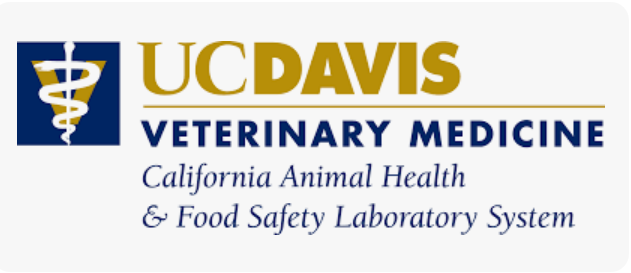 UCDAVIS
VETERINARY MEDICINE
California Animal Health
& Food Safety Laboratory System